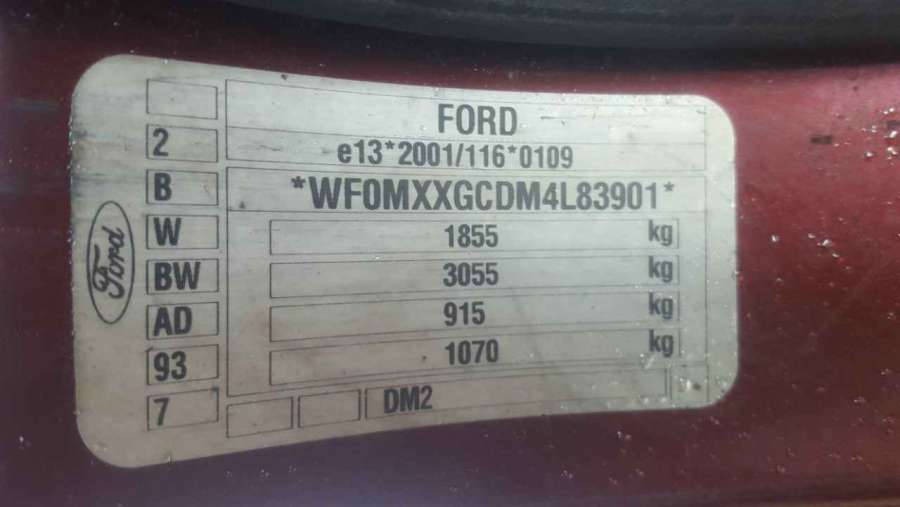 FORD
2
e13*2001/116*0109
B
*WF0MXXGCDM4L83901*
W
1855 kg
BW
3055 kg
AD
915 kg
93
1070 kg
7
DM2
Ford